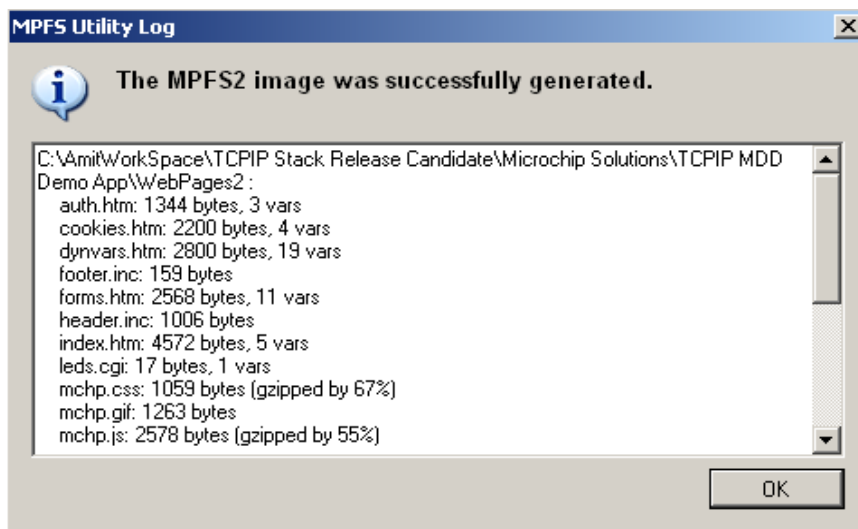 MPFS Utility Log
The MPFS2 image was successfully generated.
C:\AmitWorkSpace\TCPIP Stack Release Candidate\Microchip Solutions\TCPIP MDD
Demo App\WebPages2 :
auth.htm: 1344 bytes, 3 vars
cookies.htm: 2200 bytes, 4 vars
dynvars.htm: 2800 bytes, 19 vars
footer.inc: 159 bytes
forms.htm: 2568 bytes, 11 vars
header.inc: 1006 bytes
index.htm: 4572 bytes, 5 vars
leds.cgi: 17 bytes, 1 vars
mchp.css: 1059 bytes (gzipped by 67%)
mchp.gif: 1263 bytes
mchp.js: 2578 bytes (gzipped by 55%)
OK